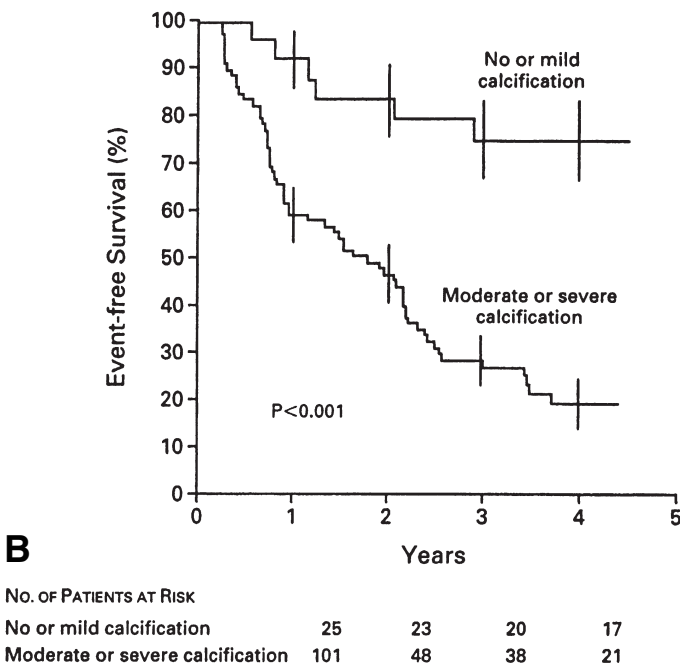 100
90
80
70
60
50
40
30
20
10
0
Event-free Survival (%)
No or mild
calcification
Moderate or severe
calcification
P<0.001
0 1 2 3 4 5
Years
B
NO. OF PATIENTS AT RISK
No or mild calcification 25 23 20 17
Moderate or severe calcification 101 48 38 21